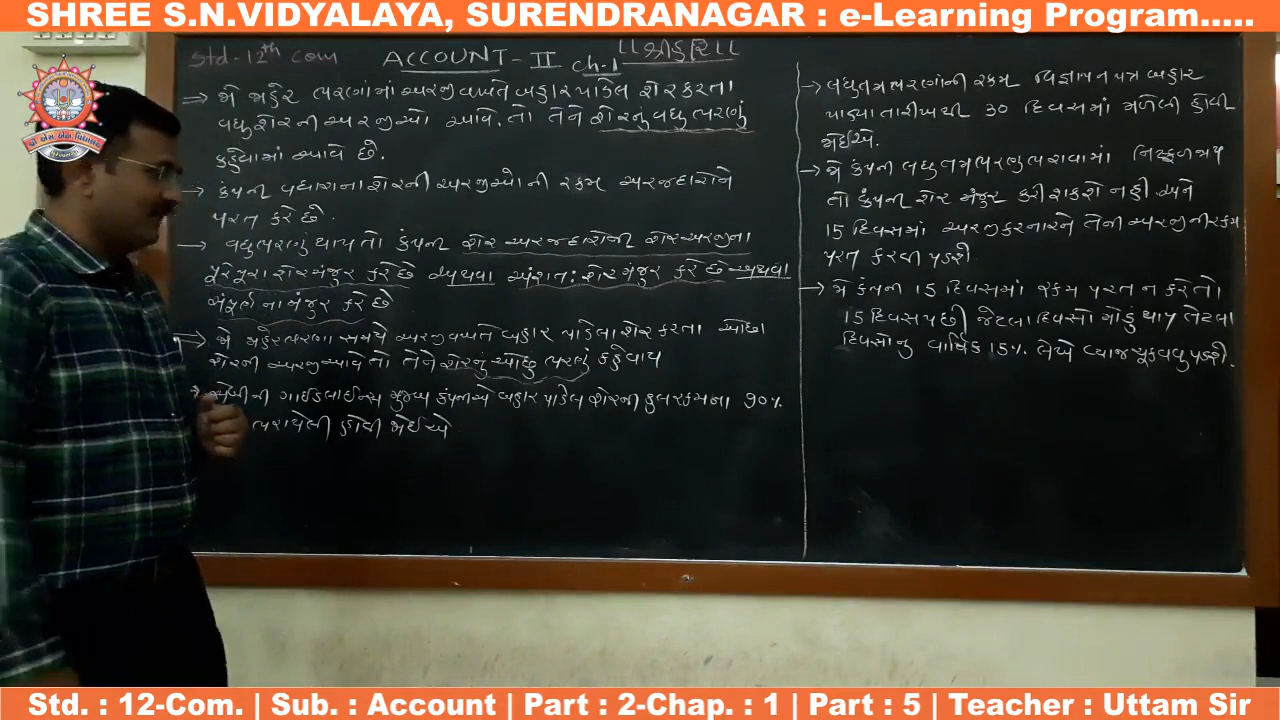 SHREE S.N.VIDYALAYA, SURENDRANAGAR : e-Learning Program.....
Std - 12th com ACCOUNT - II ch-1 ॥ શ્રી હરિ ॥
→ જો જાહેર ભરણાંમાં અરજી વખતે બહાર પાડેલ શેર કરતા
વધુ શેરની અરજીઓ આવે. તો તેને શેરનું વધુ ભરણું
કહેવામાં આવે છે.
→ કંપની વધારાના શેરની અરજીઓની રકમ અરજદારોને
પરત કરે છે.
→ વધુ ભરણું થાય તો કંપની શેર અરજદારોની શેરઅરજીના
પુરેપુરા શેર મંજુર કરે છે અથવા અંશત: શેર મંજુર કરે છે અથવા
સંપૂર્ણ નામંજુર કરે છે
→ જો જાહેરભરણા સમયે અરજી વખતે બહાર પાડેલા શેર કરતા ઓછા
શેરની અરજી આવે તો તેને શેરનું ઓછુ ભરણું કહેવાય
→ સેબીની ગાઈડલાઈન્સ મુજબ કંપનીએ બહાર પાડેલ શેરની કુલ રકમના 90%
ભરાયેલી હોવી જોઈએ
→ લઘુતમ ભરણાંની રકમ વિજ્ઞાપન પત્ર બહાર
પાડ્યા તારીખથી 30 દિવસમાં મળેલી હોવી
જોઈએ.
→ જો કંપની લઘુતમ ભરણુ ભરાવામાં નિષ્ફળ જાય
તો કંપની શેર મંજુર કરી શકશે નહી. અને
15 દિવસમાં અરજી કરનારને તેની અરજીની રકમ
પરત કરવી પડશે
→ જો કંપની 15 દિવસમાં રકમ પરત ન કરે તો
15 દિવસ પછી જેટલા દિવસો મોડુ થાય તેટલા
દિવસોનુ વાર્ષિક 15% લેખે વ્યાજ ચૂકવવુ પડશે.
Std. : 12-Com. | Sub. : Account | Part : 2-Chap. : 1 | Part : 5 | Teacher : Uttam Sir